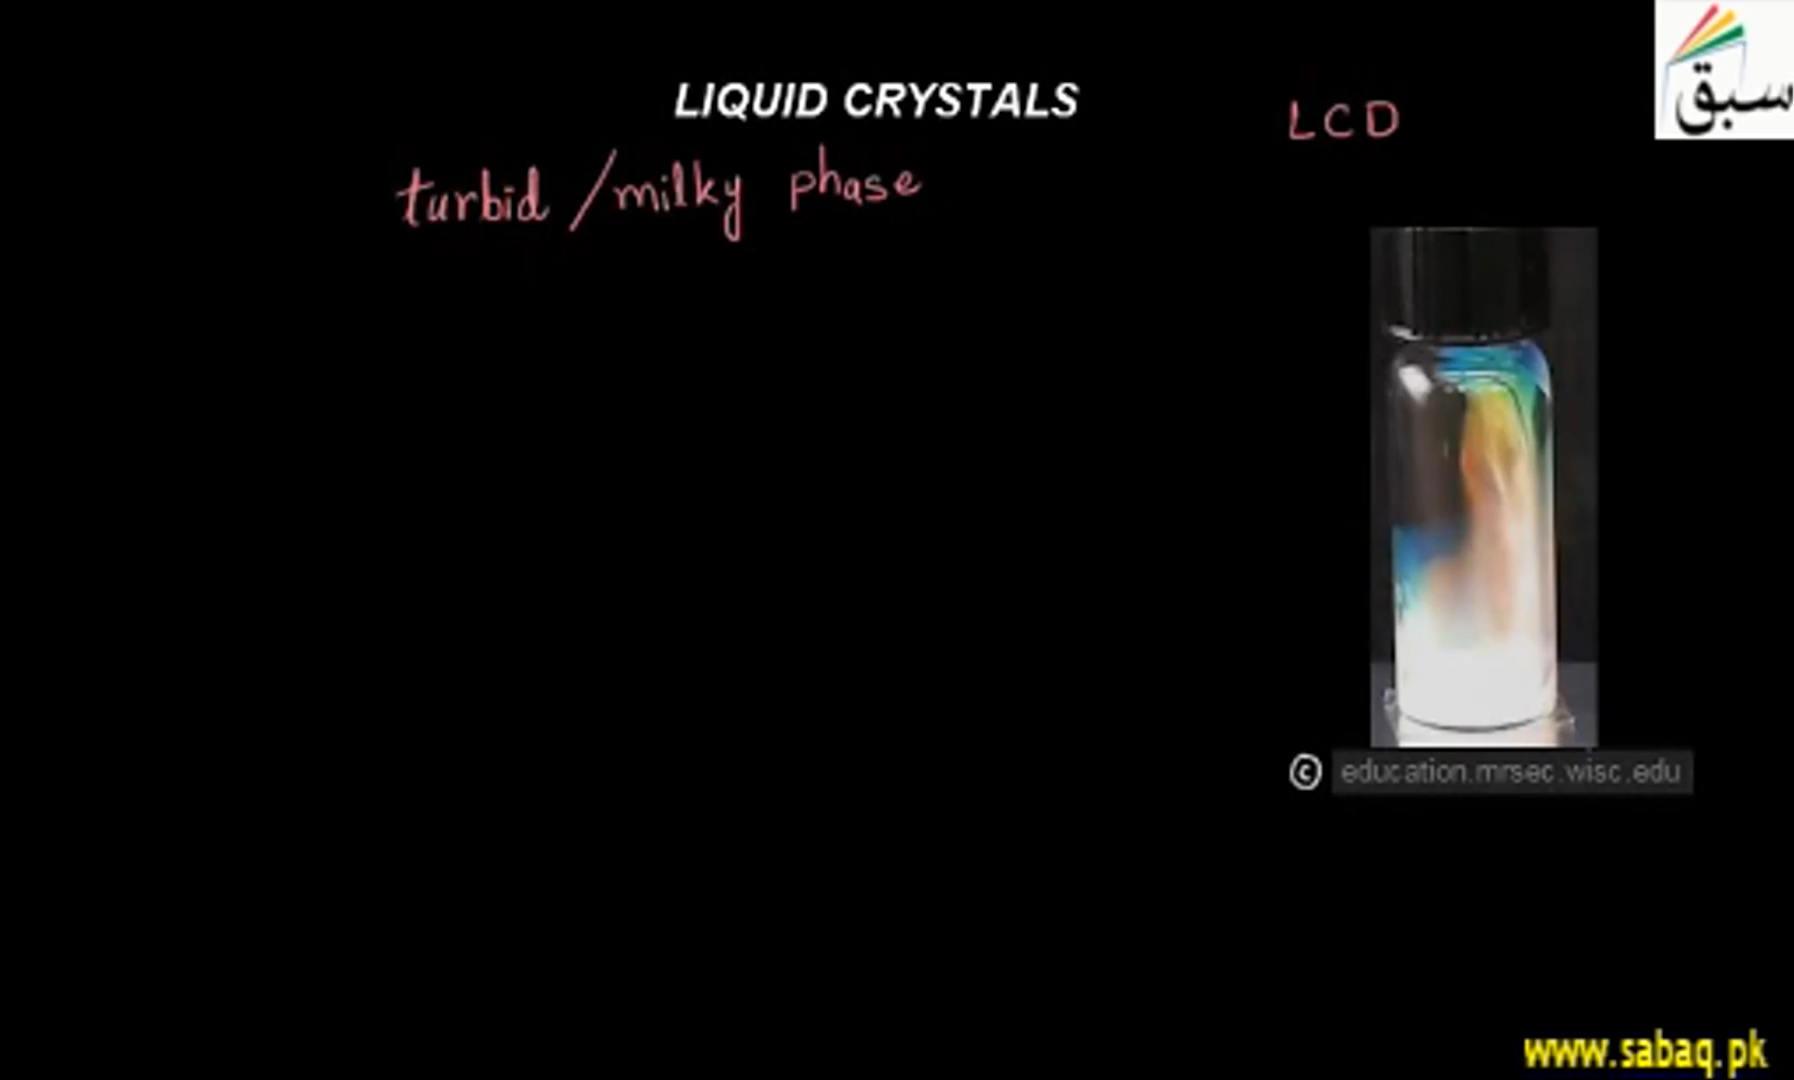 سبق
LIQUID CRYSTALS
LCD
turbid / milky phase
© education.mrsec.wisc.edu
www.sabaq.pk